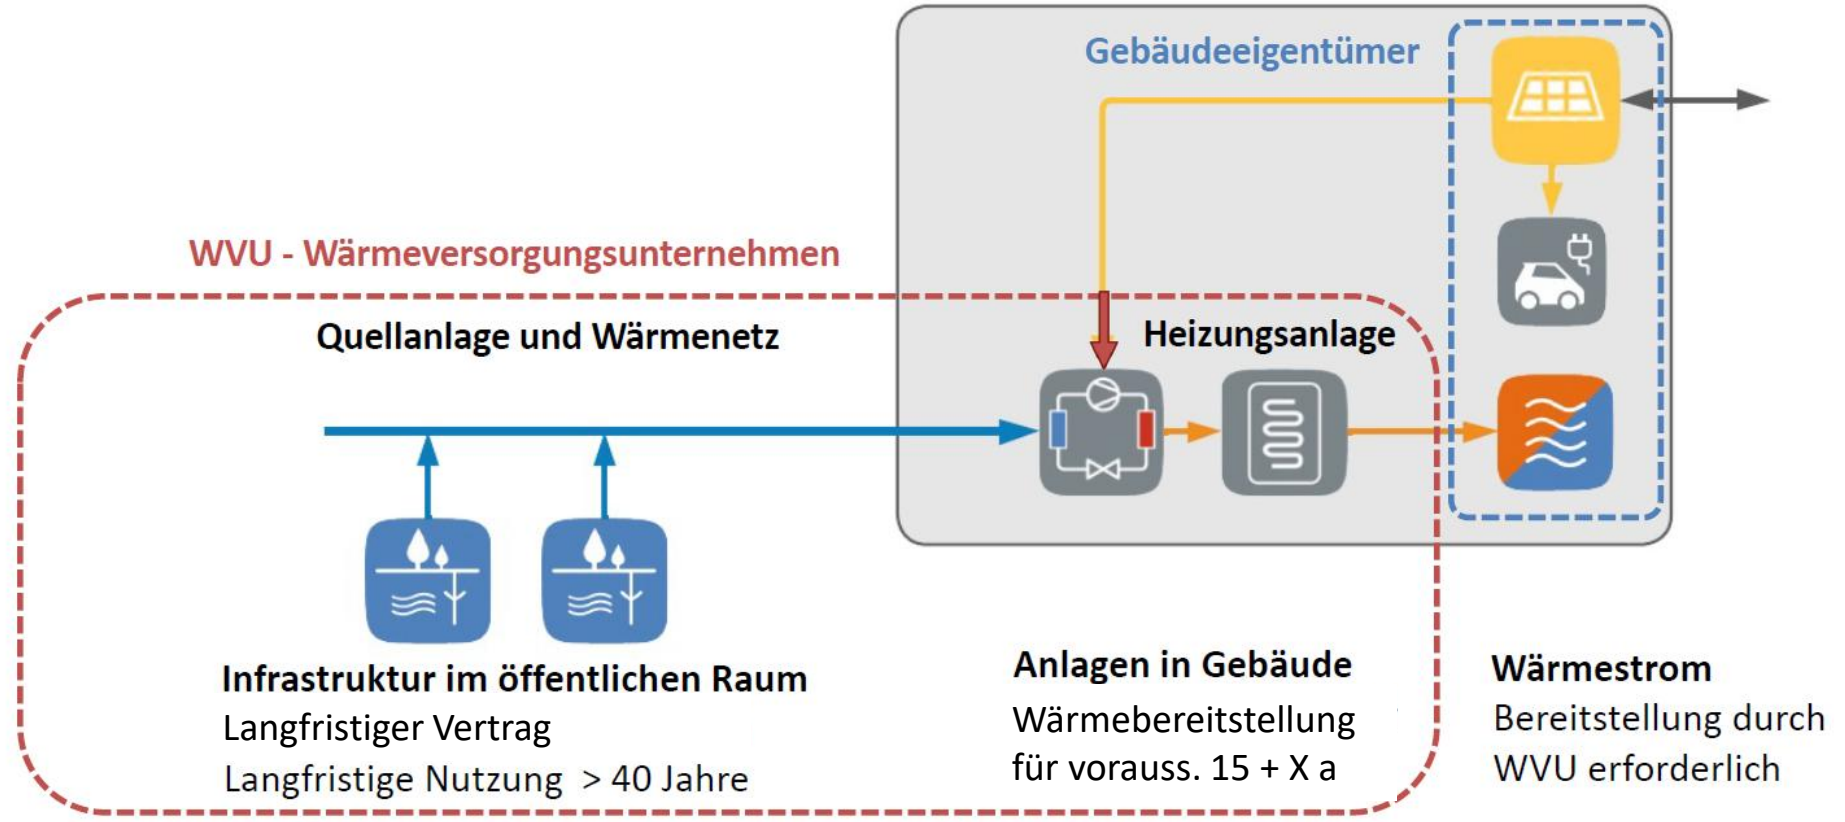 Gebäudeeigentümer
WVU - Wärmeversorgungsunternehmen
Quellanlage und Wärmenetz
Heizungsanlage
Infrastruktur im öffentlichen Raum
Langfristiger Vertrag
Langfristige Nutzung > 40 Jahre
Anlagen in Gebäude
Wärmebereitstellung
für vorauss. 15 + X a
Wärmestrom
Bereitstellung durch
WVU erforderlich